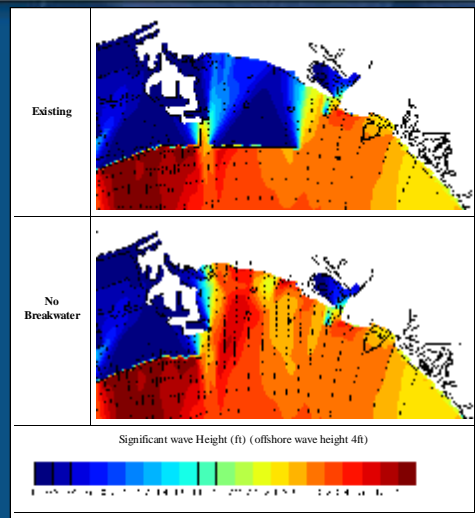 Existing
No
Breakwater
Significant wave Height (ft) (offshore wave height 4ft)